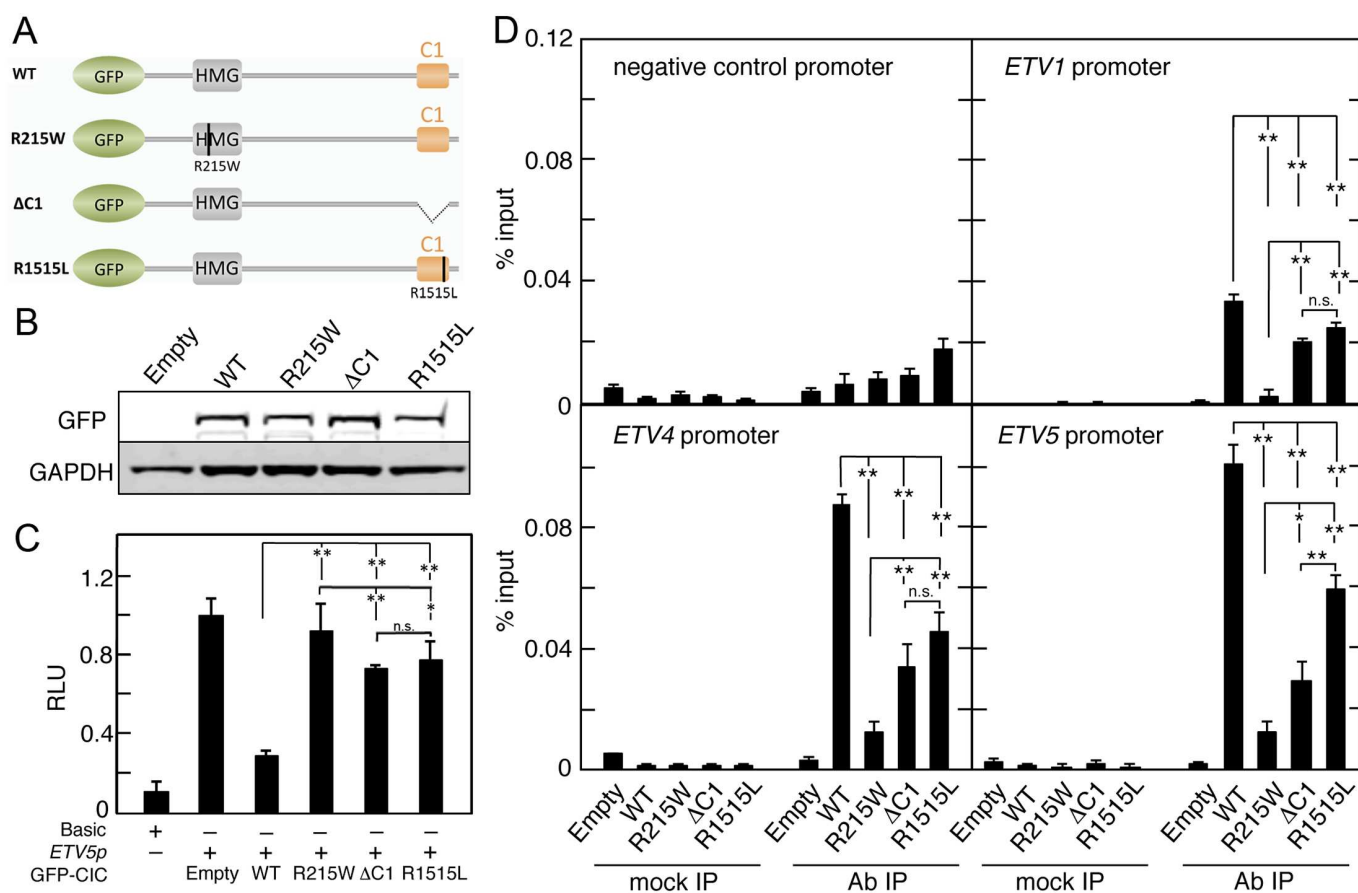 A
C1
WT
GFP
HMG
R215W
GFP
HMG
R215W
ΔC1
GFP
HMG
C1
R1515L
GFP
HMG
R1515L
B
Empty
WT
R215W
ΔC1
R1515L
GFP
GAPDH
C
** ** **
** *
n.s.
1.2
0.8
0.4
0
RLU
Basic + – – – – –
ETV5p – + + + + +
GFP-CIC Empty WT R215W ΔC1 R1515L
D
0.12
0.08
0.04
0
% input
negative control promoter
ETV1 promoter
** ** **
** **
n.s.
0.08
0.04
0
% input
ETV4 promoter
** ** **
** **
n.s.
ETV5 promoter
** ** **
* **
**
Empty WT R215W ΔC1 R1515L Empty WT R215W ΔC1 R1515L Empty WT R215W ΔC1 R1515L Empty WT R215W ΔC1 R1515L
mock IP Ab IP mock IP Ab IP